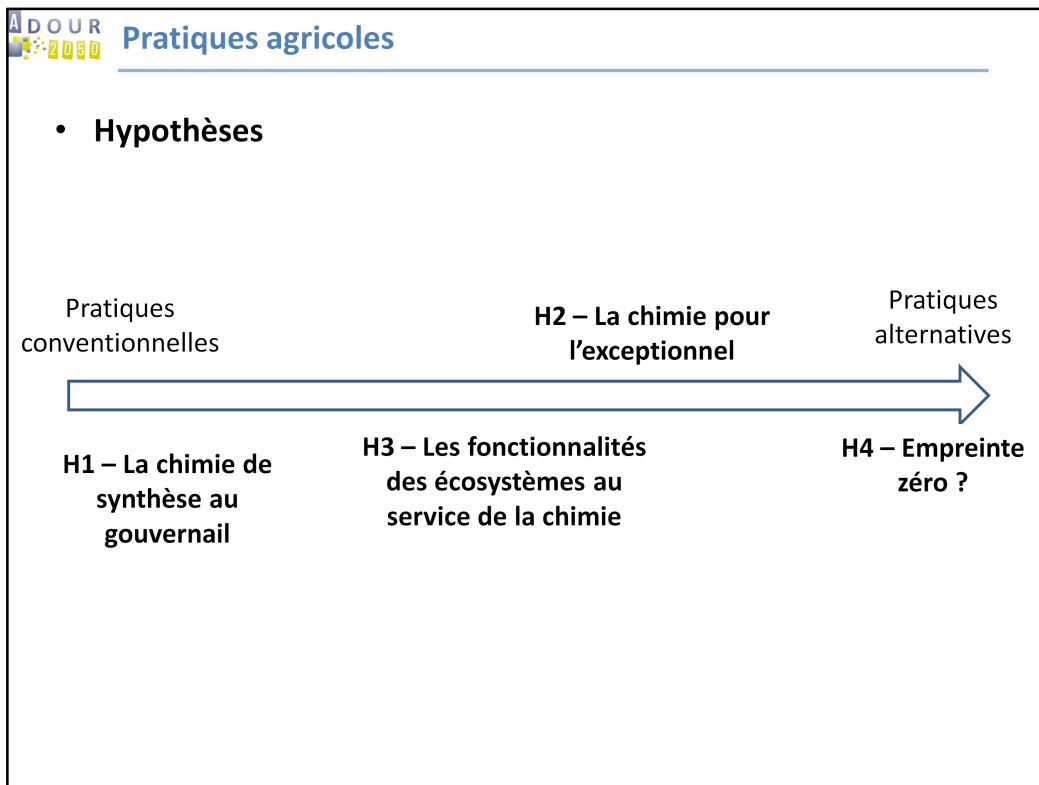 ADOUR
2050
Pratiques agricoles
• Hypothèses
Pratiques
conventionnelles
H2 – La chimie pour
l’exceptionnel
Pratiques
alternatives
H1 – La chimie de
synthèse au
gouvernail
H3 – Les fonctionnalités
des écosystèmes au
service de la chimie
H4 – Empreinte
zéro ?